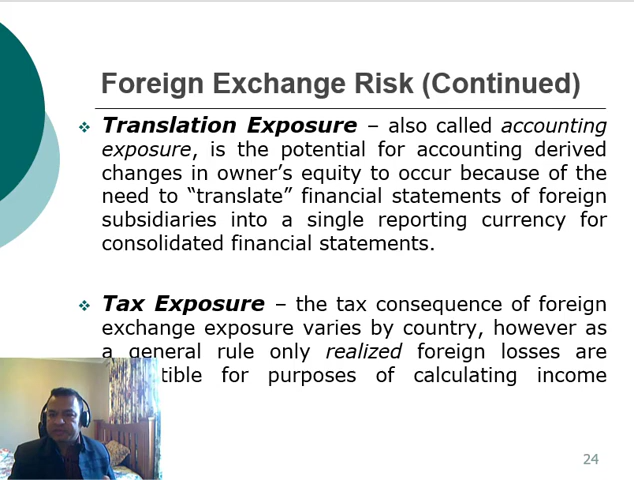 Foreign Exchange Risk (Continued)
Translation Exposure – also called accounting
exposure, is the potential for accounting derived
changes in owner’s equity to occur because of the
need to “translate” financial statements of foreign
subsidiaries into a single reporting currency for
consolidated financial statements.
Tax Exposure – the tax consequence of foreign
exchange exposure varies by country, however as
a general rule only realized foreign losses are
for purposes of calculating income
24